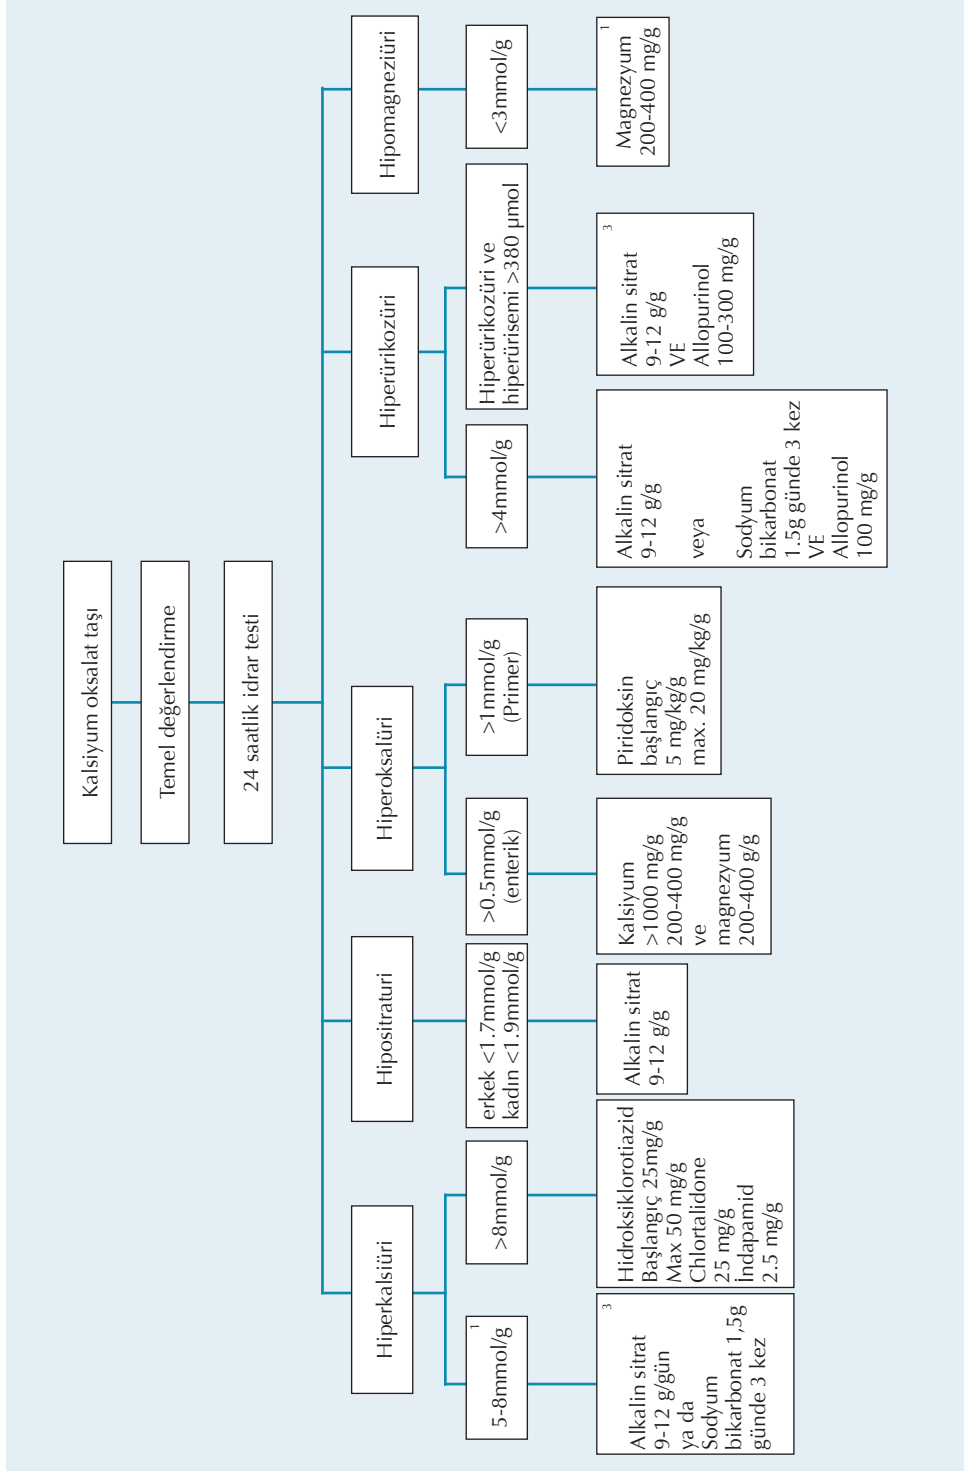 Kalsiyum oksalat taşı
Temel değerlendirme
24 saatlik idrar testi
Hiperkalsiüri
Hipositraturi
Hiperoksalüri
Hiperürikozüri
Hipomagneziüri
5-8mmol/g 1
>8mmol/g
erkek <1.7mmol/g
kadın <1.9mmol/g
>0.5mmol/g
(enterik)
>1mmol/g
(Primer)
>4mmol/g
Hiperürikozüri ve
hiperürisemi >380 µmol
<3mmol/g
3
Alkalin sitrat
9-12 g/gün
ya da
Sodyum
bikarbonat 1,5g
günde 3 kez
Hidroksiklorotiazid
Başlangıç 25mg/g
Max 50 mg/g
Chlortalidone
25 mg/g
İndapamid
2.5 mg/g
Alkalin sitrat
9-12 g/g
Kalsiyum
>1000 mg/g
200-400 mg/g
ve
magnezyum
200-400 g/g
Piridoksin
başlangıç
5 mg/kg/g
max. 20 mg/kg/g
Alkalin sitrat
9-12 g/g
veya
Sodyum
bikarbonat
1.5g günde 3 kez
VE
Allopurinol
100 mg/g
3
Alkalin sitrat
9-12 g/g
VE
Allopurinol
100-300 mg/g
1
Magnezyum
200-400 mg/g